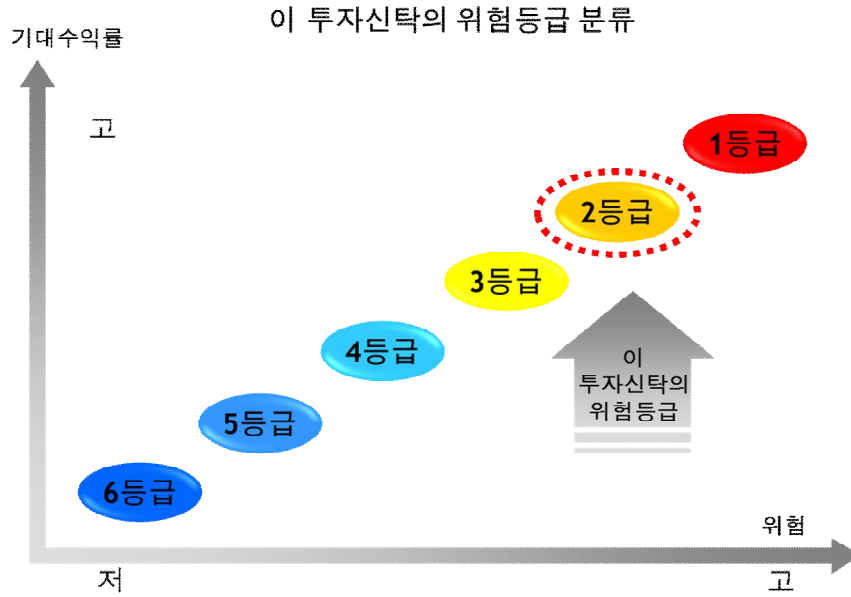 이 투자신탁의 위험등급 분류
기대수익률
고
1등급
2등급
3등급
4등급
5등급
6등급
이
투자신탁의
위험등급
위험
저
고